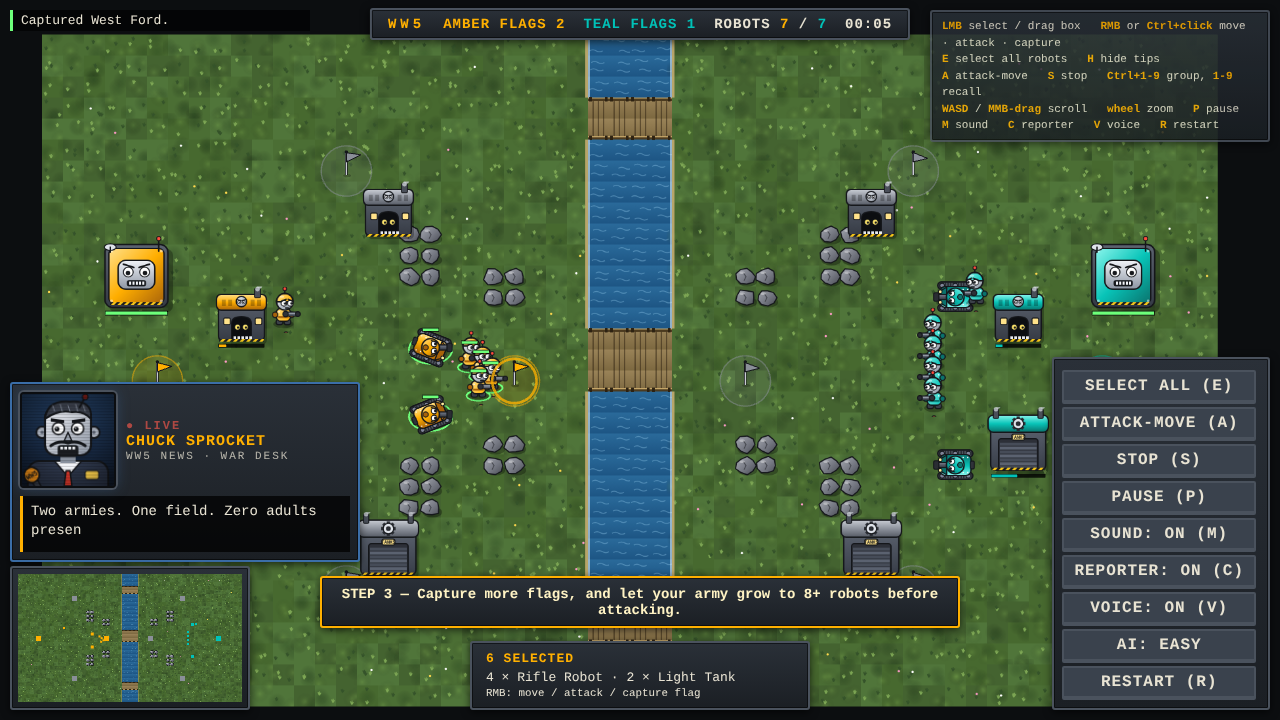 Captured West Ford.
WW5 AMBER FLAGS 2 TEAL FLAGS 1 ROBOTS 7 / 7 00:05
LMB select / drag box RMB or Ctrl+click move
· attack · capture
E select all robots H hide tips
A attack-move S stop Ctrl+1-9 group, 1-9
recall
WASD / MMB-drag scroll wheel zoom P pause
M sound C reporter V voice R restart
● LIVE
CHUCK SPROCKET
WW5 NEWS · WAR DESK
Two armies. One field. Zero adults
presen
STEP 3 — Capture more flags, and let your army grow to 8+ robots before
attacking.
6 SELECTED
4 × Rifle Robot · 2 × Light Tank
RMB: move / attack / capture flag
SELECT ALL (E)
ATTACK-MOVE (A)
STOP (S)
PAUSE (P)
SOUND: ON (M)
REPORTER: ON (C)
VOICE: ON (V)
AI: EASY
RESTART (R)